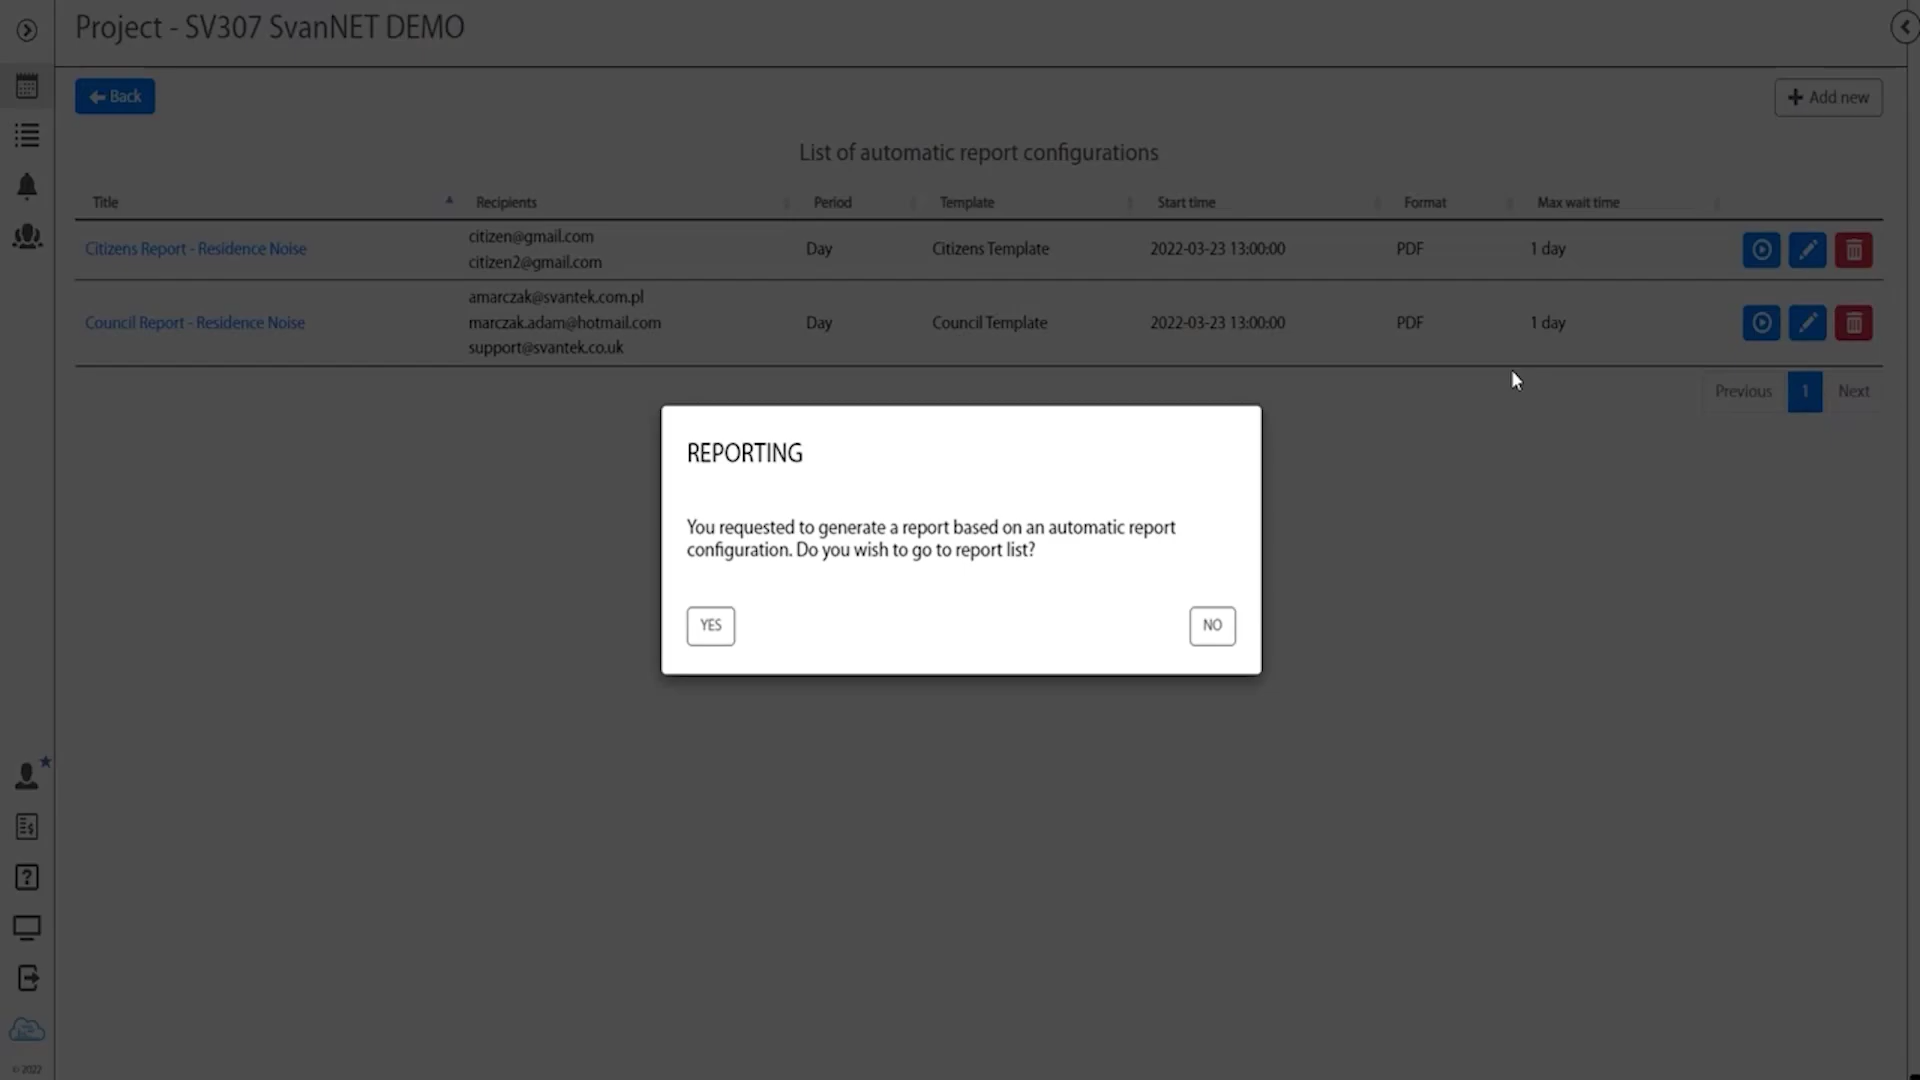 Project - SV307 SvanNET DEMO
Back
Add new
List of automatic report configurations
Title Recipients Period Template Start time Format Max wait time
Citizens Report - Residence Noise citizen@gmail.com citizen2@gmail.com Day Citizens Template 2022-03-23 13:00:00 PDF 1 day
Council Report - Residence Noise amarczak@svantek.com.pl marczak.adam@hotmail.com support@svantek.co.uk Day Council Template 2022-03-23 13:00:00 PDF 1 day
Previous 1 Next
REPORTING
You requested to generate a report based on an automatic report
configuration. Do you wish to go to report list?
YES NO
© 2022